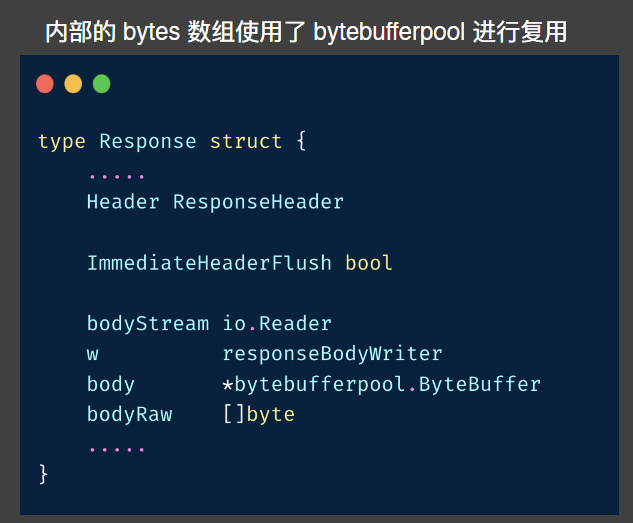 内部的 bytes 数组使用了 bytebufferpool 进行复用
type Response struct {
    .....
    Header ResponseHeader
    ImmediateHeaderFlush bool
    bodyStream io.Reader
    w          responseBodyWriter
    body       *bytebufferpool.ByteBuffer
    bodyRaw    []byte
    .....
}